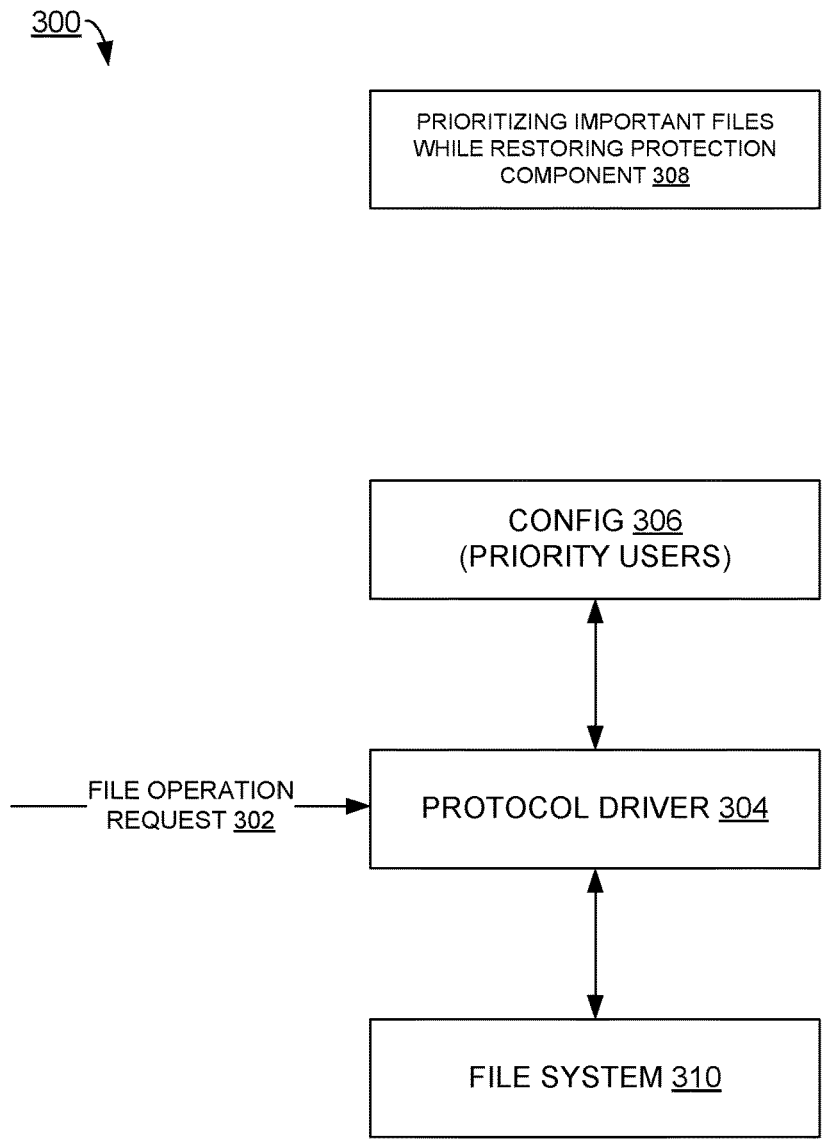 300
PRIORITIZING IMPORTANT FILES
WHILE RESTORING PROTECTION
COMPONENT 308
CONFIG 306
(PRIORITY USERS)
FILE OPERATION
REQUEST 302
PROTOCOL DRIVER 304
FILE SYSTEM 310